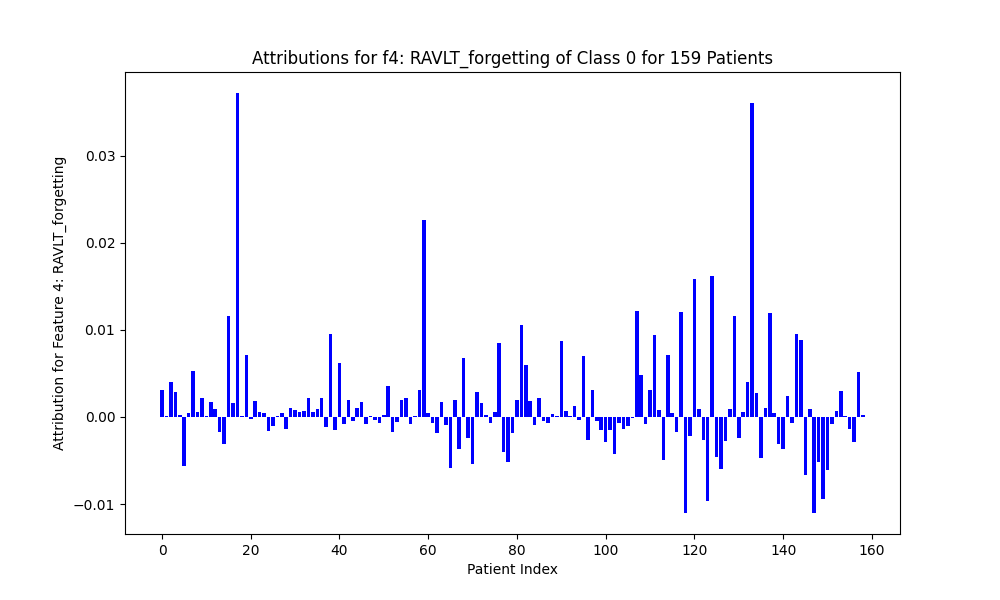 Attributions for f4: RAVLT_forgetting of Class 0 for 159 Patients
Attribution for Feature 4: RAVLT_forgetting
0.03
0.02
0.01
0.00
−0.01
0 20 40 60 80 100 120 140 160
Patient Index